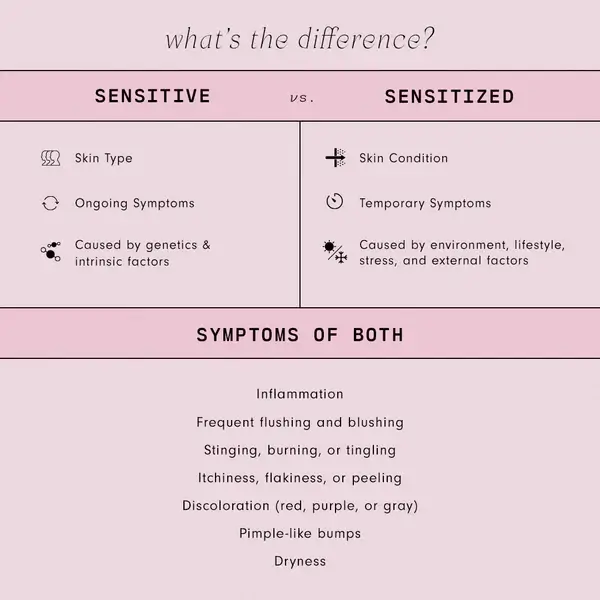 what's the difference?
SENSITIVE vs. SENSITIZED
Skin Type
Ongoing Symptoms
Caused by genetics &
intrinsic factors
Skin Condition
Temporary Symptoms
Caused by environment, lifestyle,
stress, and external factors
SYMPTOMS OF BOTH
Inflammation
Frequent flushing and blushing
Stinging, burning, or tingling
Itchiness, flakiness, or peeling
Discoloration (red, purple, or gray)
Pimple-like bumps
Dryness